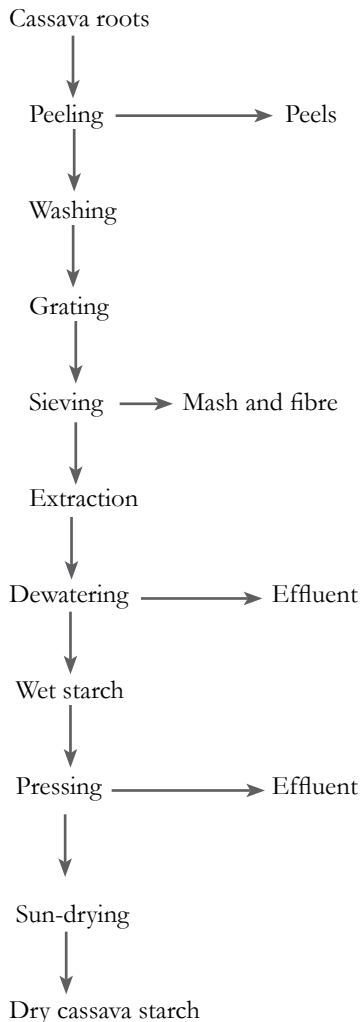 Cassava roots
Peeling
Peels
Washing
Grating
Sieving
Mash and fibre
Extraction
Dewatering
Effluent
Wet starch
Pressing
Effluent
Sun-drying
Dry cassava starch